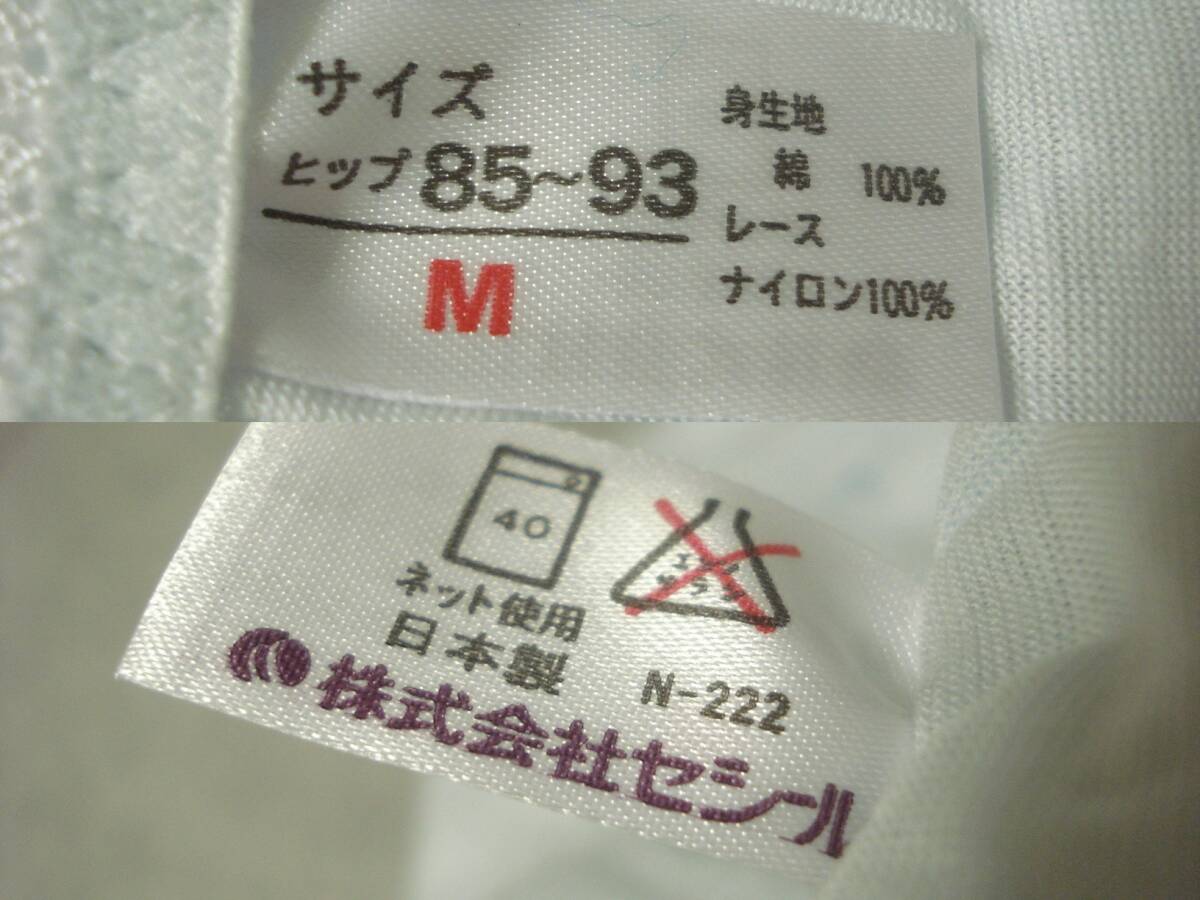 サイズ
ヒップ 85~93
M
身生地
綿 100%
レース
ナイロン100%
40
ネット使用
日本製
N-222
株式会社セシール